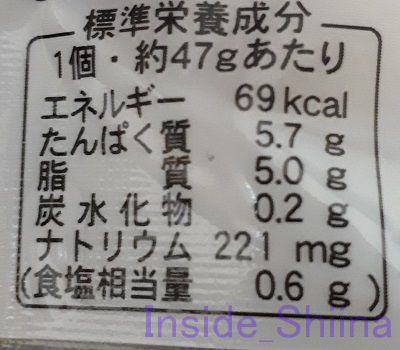 標準栄養成分
1個・約47gあたり
エネルギー 69kcal
たんぱく質 5.7 g
脂質 5.0 g
炭水化物 0.2 g
ナトリウム 221 mg
(食塩相当量 0.6 g)
Inside_Shiina